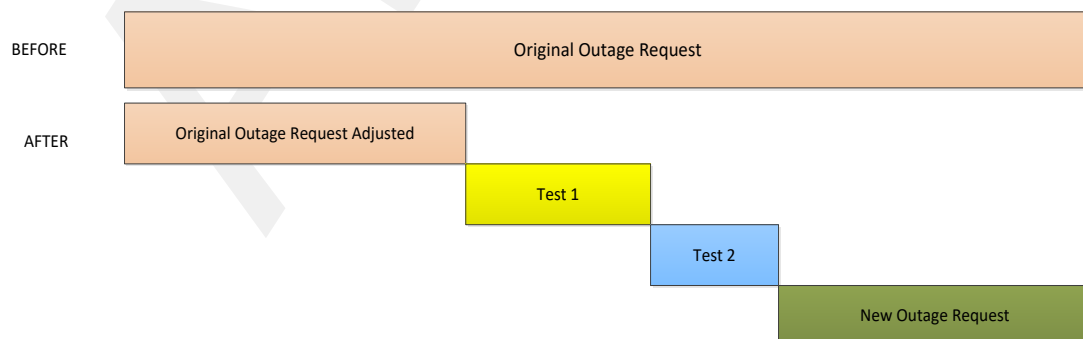 BEFORE
Original Outage Request
AFTER
Original Outage Request Adjusted
Test 1
Test 2
New Outage Request